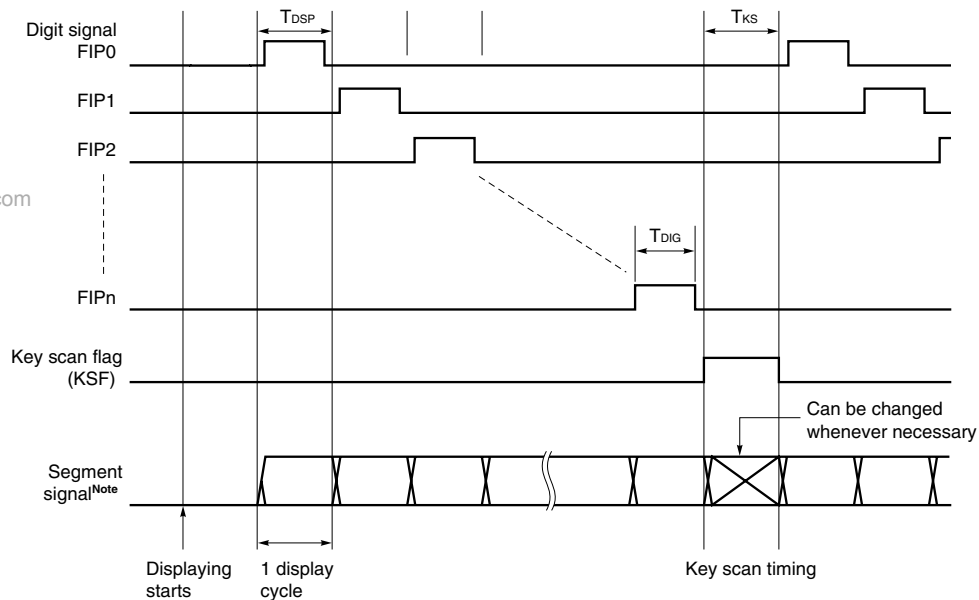 Digit signal
FIP0
TDSP
TKS
FIP1
FIP2
com
TDIG
FIPn
Key scan flag
(KSF)
Can be changed
whenever necessary
Segment
signalNote
Displaying
starts
1 display
cycle
Key scan timing